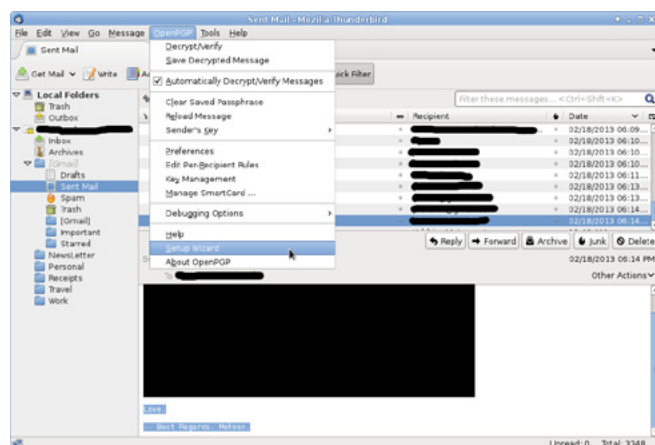 Sent Mail - Mozilla Thunderbird
File Edit View Go Message OpenPGP Tools Help
Sent Mail
Get Mail Write
Quick Filter
Filter these messages... <Ctrl+Shift+K>
Decrypt/Verify
Save Decrypted Message
Automatically Decrypt/Verify Messages
Clear Saved Passphrase
Reload Message
Sender's Key
Preferences
Edit Per-Recipient Rules
Key Management
Manage SmartCard ...
Debugging Options
Help
Setup Wizard
About OpenPGP
Local Folders
Trash
Outbox
Inbox
Archives
[Gmail]
Drafts
Sent Mail
Spam
Trash
[Gmail]
Important
Starred
NewsLetter
Personal
Receipts
Travel
Work
Recipient Date
02/18/2013 06:09...
02/18/2013 06:10...
02/18/2013 06:10...
02/18/2013 06:11...
02/18/2013 06:13...
02/18/2013 06:13...
02/18/2013 06:14...
02/18/2013 06:14...
Reply Forward Archive Junk Delete
02/18/2013 06:14 PM
To
Other Actions
Love.
-- Best Regards.
Unread: 0 Total: 3348